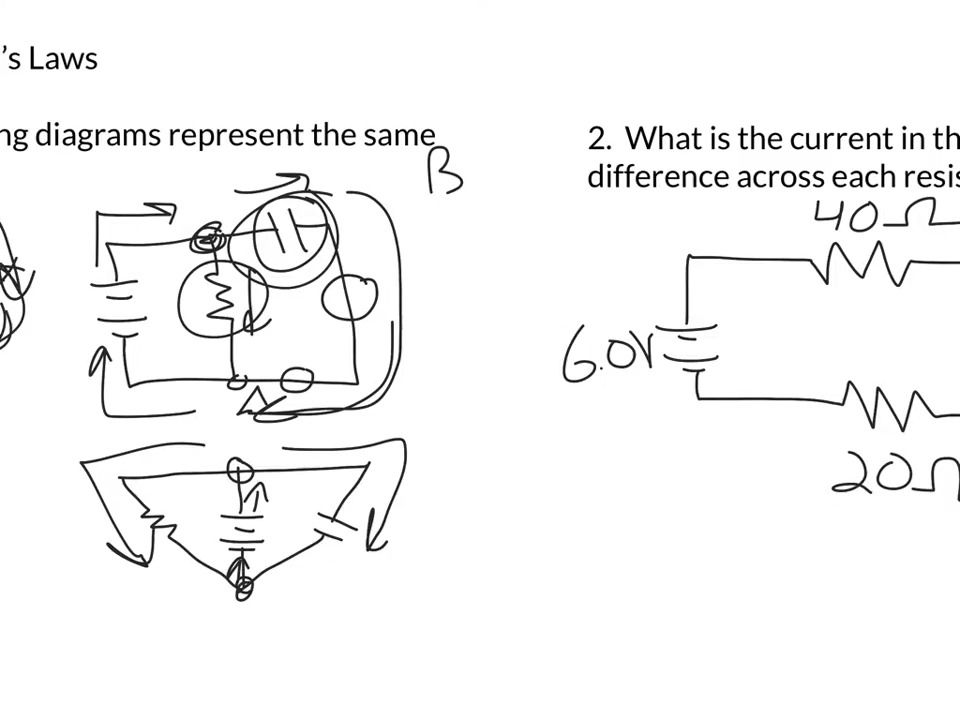 ’s Laws
ng diagrams represent the same
B
2. What is the current in th
difference across each resis
40Ω
6.0V
20Ω